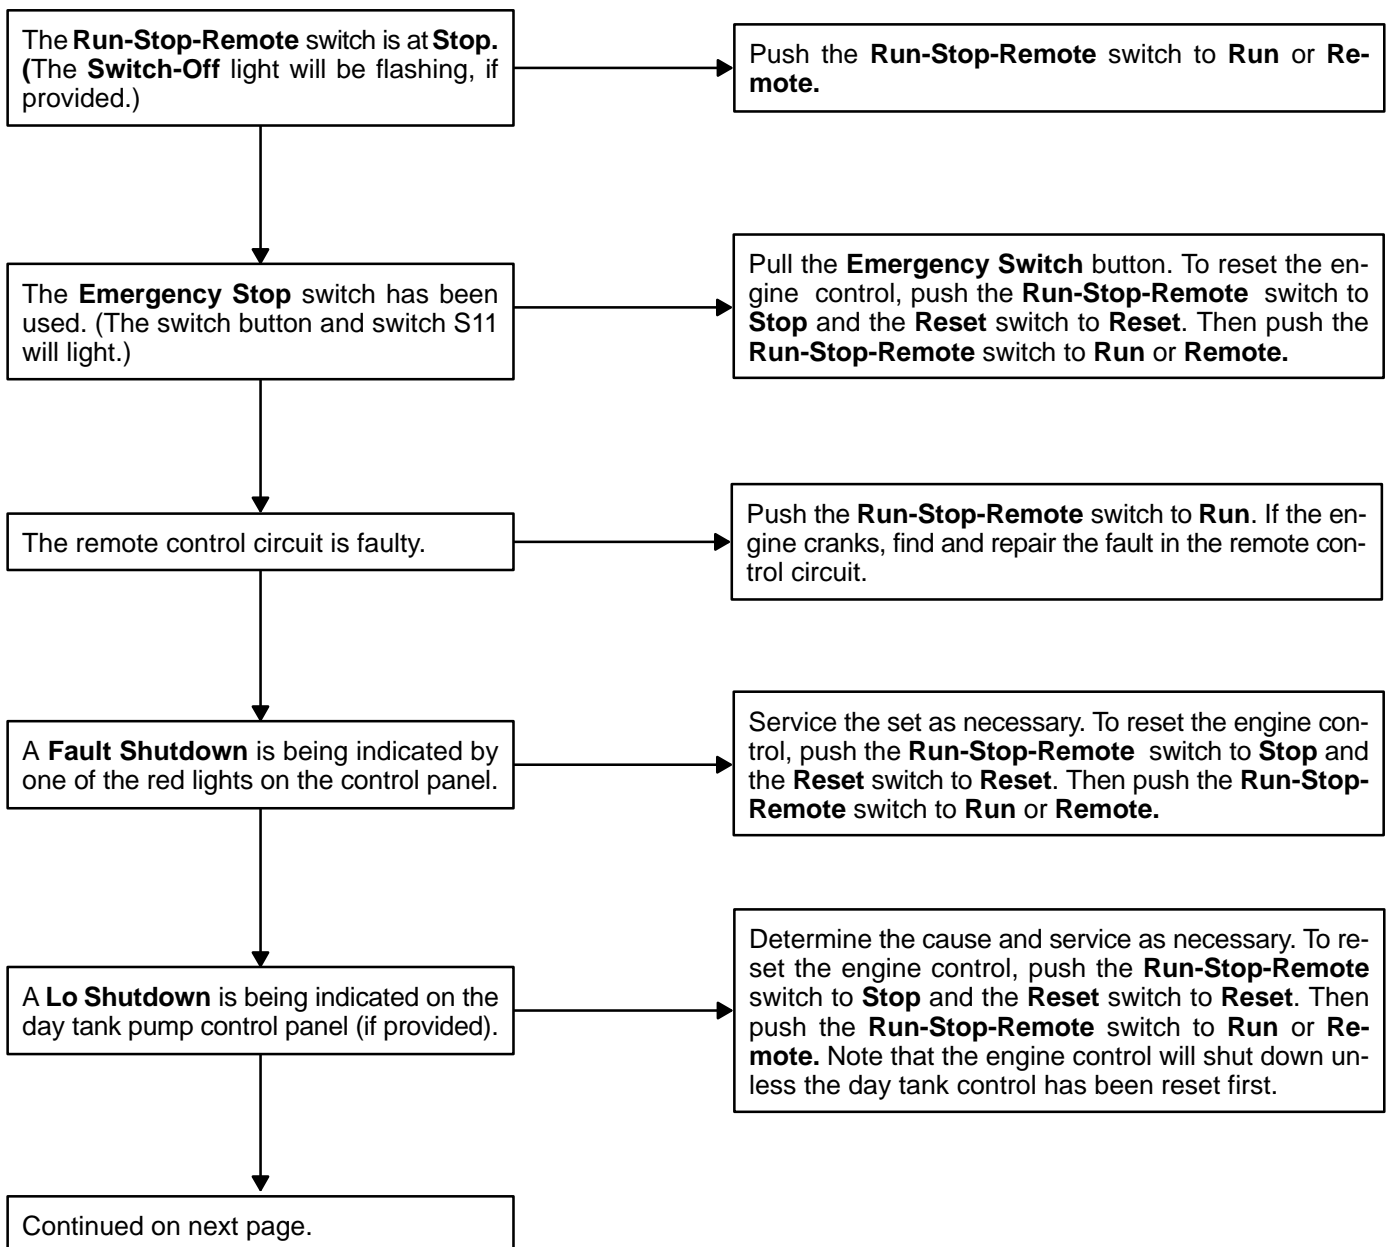 The Run-Stop-Remote switch is at Stop.
(The Switch-Off light will be flashing, if
provided.)
Push the Run-Stop-Remote switch to Run or Re-
mote.
The Emergency Stop switch has been
used. (The switch button and switch S11
will light.)
Pull the Emergency Switch button. To reset the en-
gine control, push the Run-Stop-Remote switch to
Stop and the Reset switch to Reset. Then push the
Run-Stop-Remote switch to Run or Remote.
The remote control circuit is faulty.
Push the Run-Stop-Remote switch to Run. If the en-
gine cranks, find and repair the fault in the remote con-
trol circuit.
A Fault Shutdown is being indicated by
one of the red lights on the control panel.
Service the set as necessary. To reset the engine con-
trol, push the Run-Stop-Remote switch to Stop and
the Reset switch to Reset. Then push the Run-Stop-
Remote switch to Run or Remote.
A Lo Shutdown is being indicated on the
day tank pump control panel (if provided).
Determine the cause and service as necessary. To re-
set the engine control, push the Run-Stop-Remote
switch to Stop and the Reset switch to Reset. Then
push the Run-Stop-Remote switch to Run or Re-
mote. Note that the engine control will shut down un-
less the day tank control has been reset first.
Continued on next page.